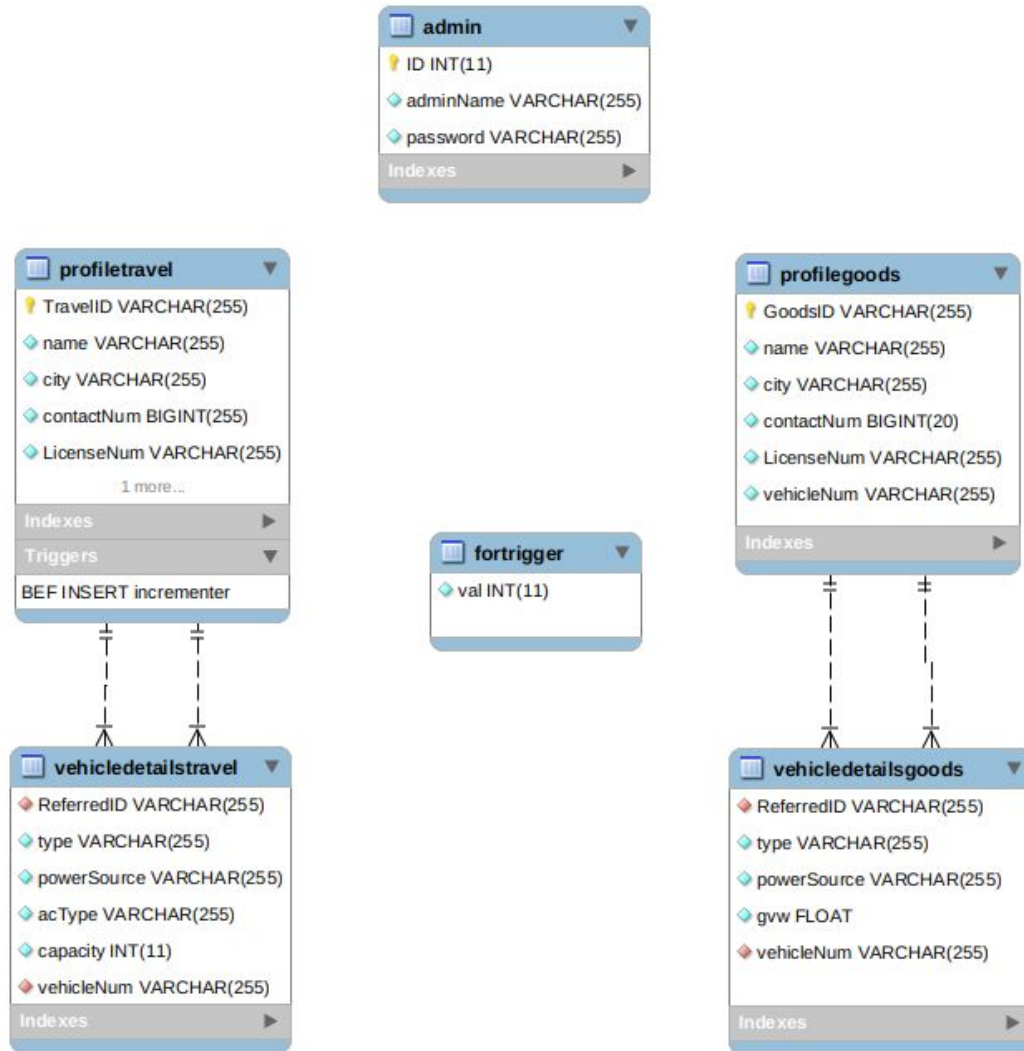 admin
ID INT(11)
adminName VARCHAR(255)
password VARCHAR(255)
Indexes
profiletravel
TravelID VARCHAR(255)
name VARCHAR(255)
city VARCHAR(255)
contactNum BIGINT(255)
LicenseNum VARCHAR(255)
1 more...
Indexes
Triggers
BEF INSERT incrementer
profilegoods
GoodsID VARCHAR(255)
name VARCHAR(255)
city VARCHAR(255)
contactNum BIGINT(20)
LicenseNum VARCHAR(255)
vehicleNum VARCHAR(255)
Indexes
fortrigger
val INT(11)
vehicledetailstravel
ReferredID VARCHAR(255)
type VARCHAR(255)
powerSource VARCHAR(255)
acType VARCHAR(255)
capacity INT(11)
vehicleNum VARCHAR(255)
Indexes
vehicledetailsgoods
ReferredID VARCHAR(255)
type VARCHAR(255)
powerSource VARCHAR(255)
gvw FLOAT
vehicleNum VARCHAR(255)
Indexes